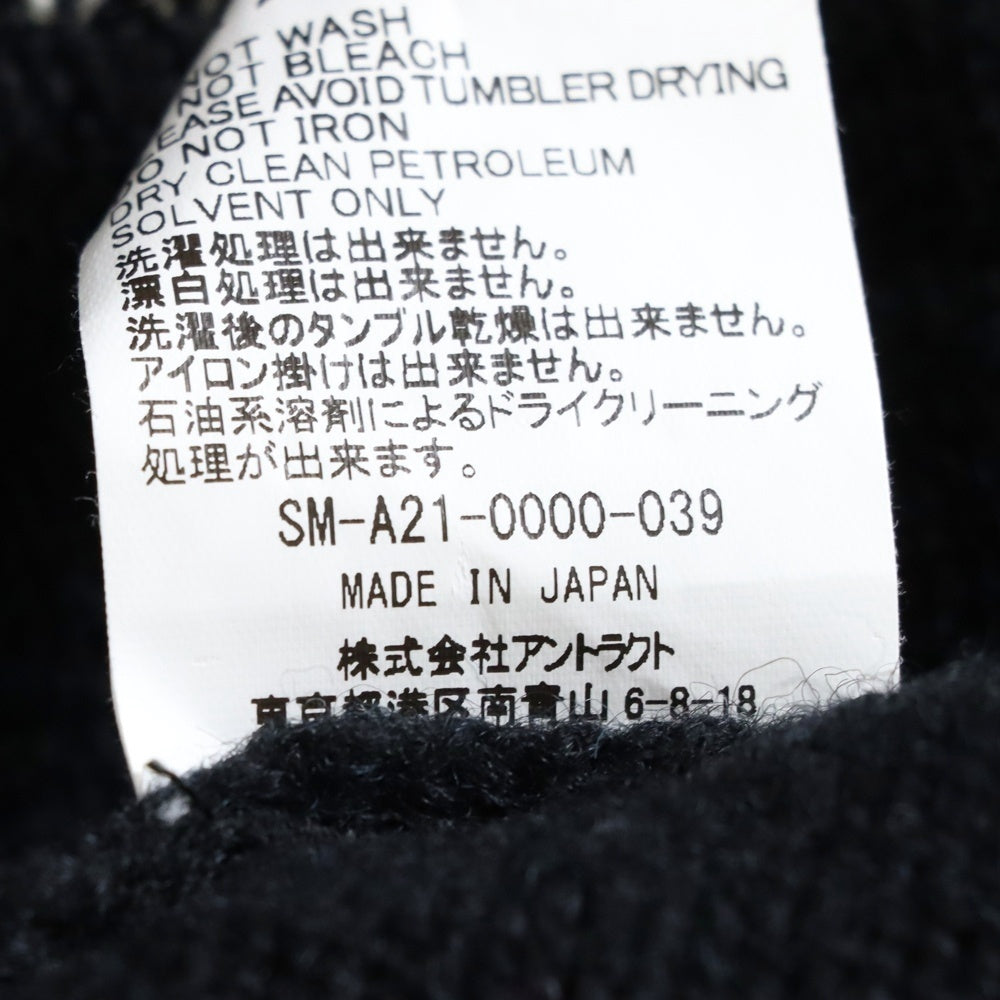 NOT WASH
NOT BLEACH
EASE AVOID TUMBLER DRYING
DO NOT IRON
DRY CLEAN PETROLEUM
SOLVENT ONLY
洗濯処理は出来ません。
漂白処理は出来ません。
洗濯後のタンブル乾燥は出来ません。
アイロン掛けは出来ません。
石油系溶剤によるドライクリーニング
処理が出来ます。
SM-A21-0000-039
MADE IN JAPAN
株式会社アントラクト
東京都港区南青山6-8-18